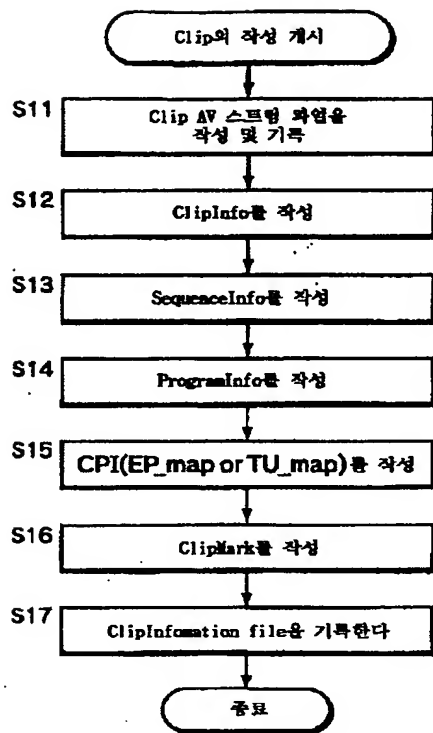 Clip의 작성 개시
S11
Clip AV 스트림 파일을
작성 및 기록
S12
ClipInfo를 작성
S13
SequenceInfo를 작성
S14
ProgramInfo를 작성
S15
CPI(EP_map or TU_map)를 작성
S16
ClipMark를 작성
S17
ClipInfomation file을 기록한다
종료